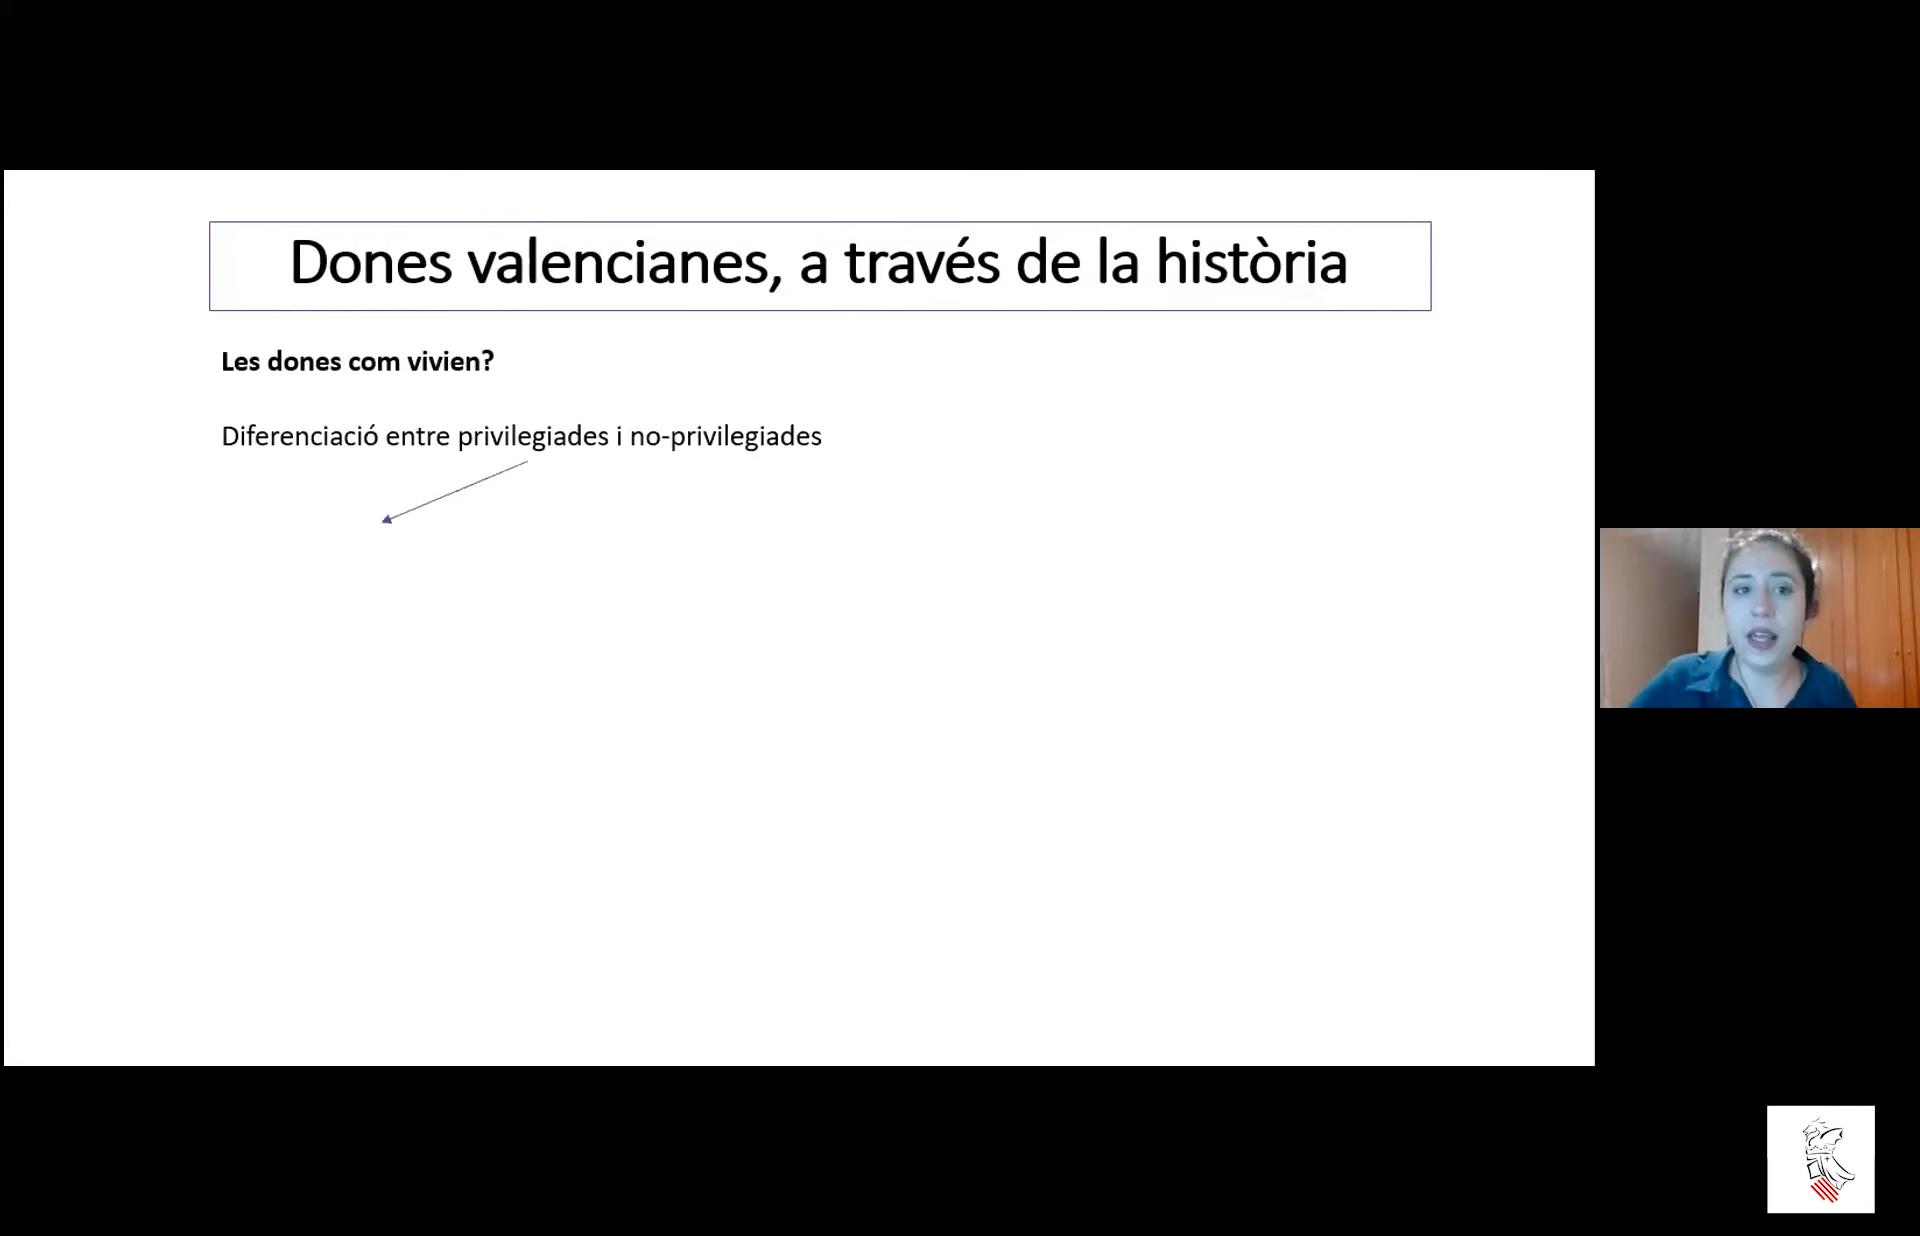 Dones valencianes, a través de la història
Les dones com vivien?
Diferenciació entre privilegiades i no-privilegiades